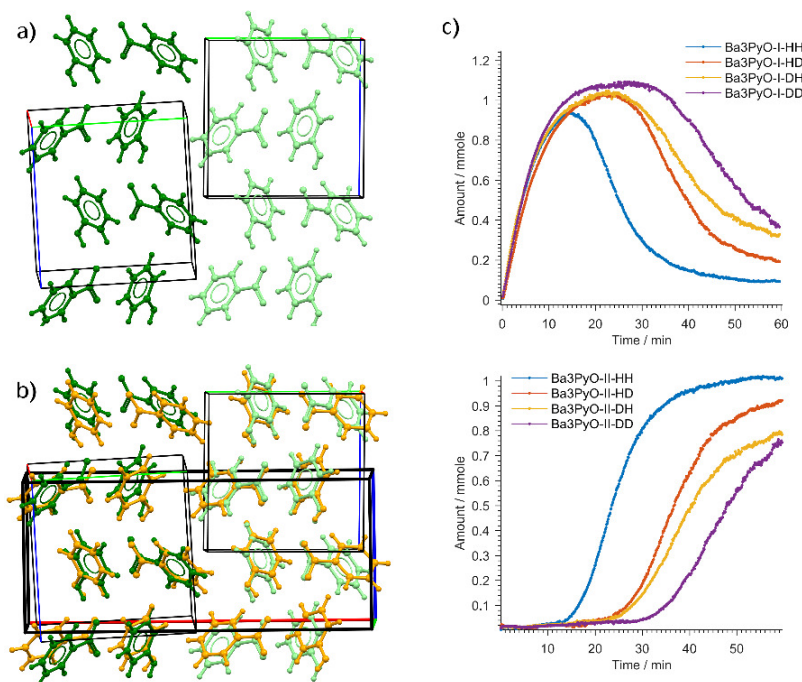 a)
b)
c)
Ba3PyO-I-HH
Ba3PyO-I-HD
Ba3PyO-I-DH
Ba3PyO-I-DD
1.2
1
0.8
0.6
0.4
0.2
0
Amount / mmole
0 10 20 30 40 50 60
Time / min
Ba3PyO-II-HH
Ba3PyO-II-HD
Ba3PyO-II-DH
Ba3PyO-II-DD
1
0.9
0.8
0.7
0.6
0.5
0.4
0.3
0.2
0.1
Amount / mmole
10 20 30 40 50
Time / min